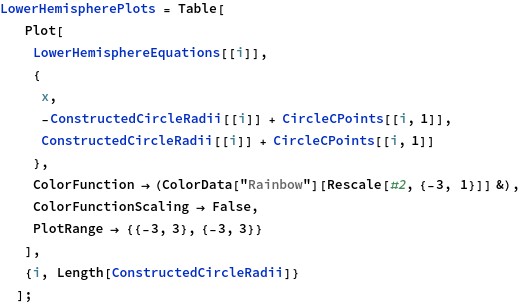 LowerHemispherePlots = Table[
Plot[
LowerHemisphereEquations[[i]],
{
x,
-ConstructedCircleRadii[[i]] + CircleCPoints[[i, 1]],
ConstructedCircleRadii[[i]] + CircleCPoints[[i, 1]]
},
ColorFunction → (ColorData["Rainbow"][Rescale[#2, {-3, 1}]] &),
ColorFunctionScaling → False,
PlotRange → {{-3, 3}, {-3, 3}}
],
{i, Length[ConstructedCircleRadii]}
];